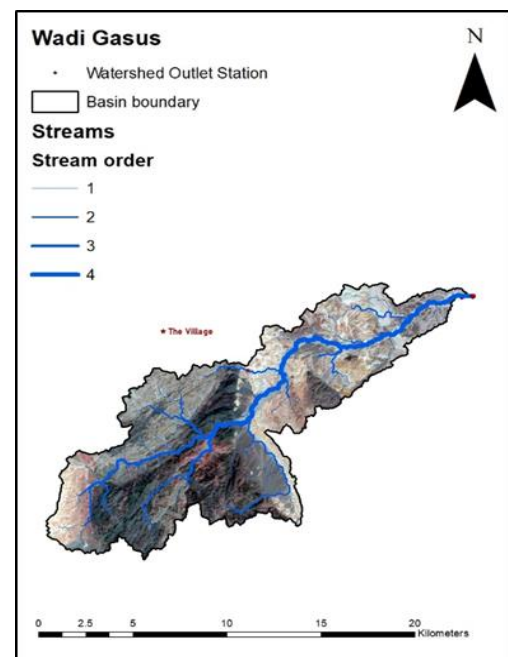 Wadi Gasus
N
Watershed Outlet Station
Basin boundary
Streams
Stream order
1
2
3
4
The Village
0 2.5 5 10 15 20
Kilometers